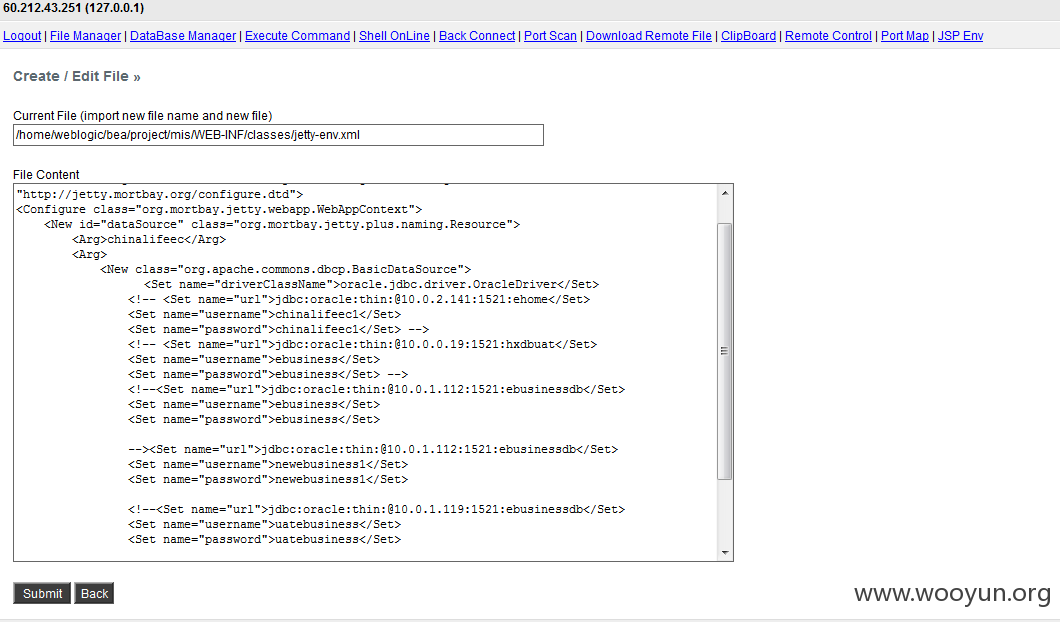 60.212.43.251 (127.0.0.1)
Logout | File Manager | DataBase Manager | Execute Command | Shell OnLine | Back Connect | Port Scan | Download Remote File | ClipBoard | Remote Control | Port Map | JSP Env
Create / Edit File »
Current File (import new file name and new file)
/home/weblogic/bea/project/mis/WEB-INF/classes/jetty-env.xml
File Content
"http://jetty.mortbay.org/configure.dtd">
<Configure class="org.mortbay.jetty.webapp.WebAppContext">
<New id="dataSource" class="org.mortbay.jetty.plus.naming.Resource">
<Arg>chinalifeec</Arg>
<Arg>
<New class="org.apache.commons.dbcp.BasicDataSource">
<Set name="driverClassName">oracle.jdbc.driver.OracleDriver</Set>
<!-- <Set name="url">jdbc:oracle:thin:@10.0.2.141:1521:ehome</Set>
<Set name="username">chinalifeec1</Set>
<Set name="password">chinalifeec1</Set> -->
<!-- <Set name="url">jdbc:oracle:thin:@10.0.0.19:1521:hxdbuat</Set>
<Set name="username">ebusiness</Set>
<Set name="password">ebusiness</Set> -->
<!--<Set name="url">jdbc:oracle:thin:@10.0.1.112:1521:ebusinessdb</Set>
<Set name="username">ebusiness</Set>
<Set name="password">ebusiness</Set>
--><Set name="url">jdbc:oracle:thin:@10.0.1.112:1521:ebusinessdb</Set>
<Set name="username">newebusiness1</Set>
<Set name="password">newebusiness1</Set>
<!--<Set name="url">jdbc:oracle:thin:@10.0.1.119:1521:ebusinessdb</Set>
<Set name="username">uatebusiness</Set>
<Set name="password">uatebusiness</Set>
Submit Back
www.wooyun.org